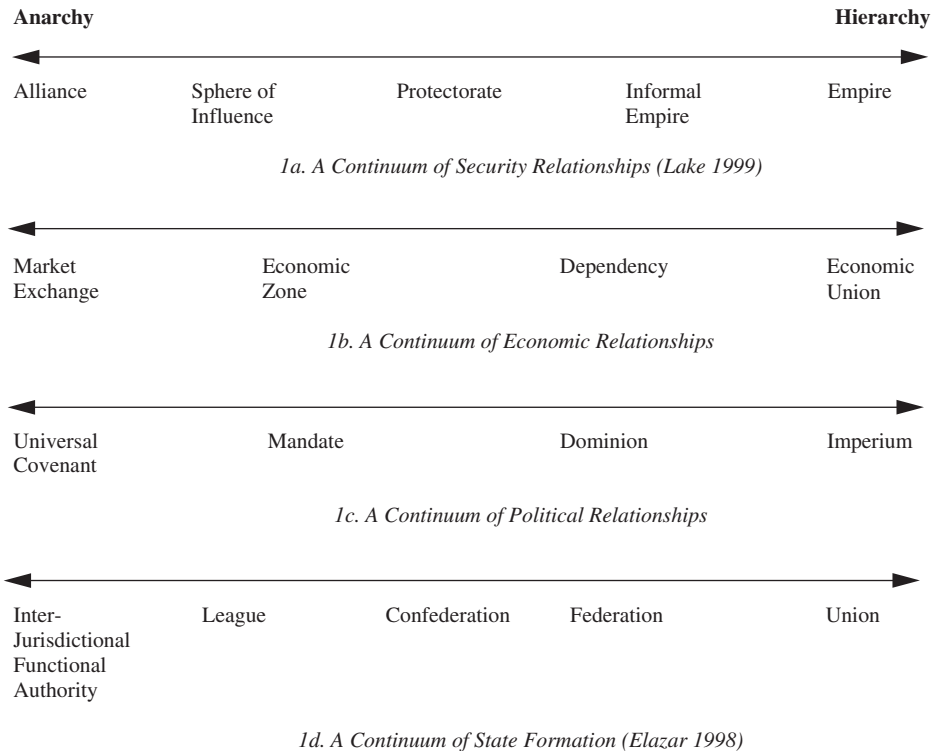 Anarchy Hierarchy
Alliance Sphere of Influence Protectorate Informal Empire Empire
1a. A Continuum of Security Relationships (Lake 1999)
Market Exchange Economic Zone Dependency Economic Union
1b. A Continuum of Economic Relationships
Universal Covenant Mandate Dominion Imperium
1c. A Continuum of Political Relationships
Inter-
Jurisdictional
Functional
Authority
League Confederation Federation Union
1d. A Continuum of State Formation (Elazar 1998)